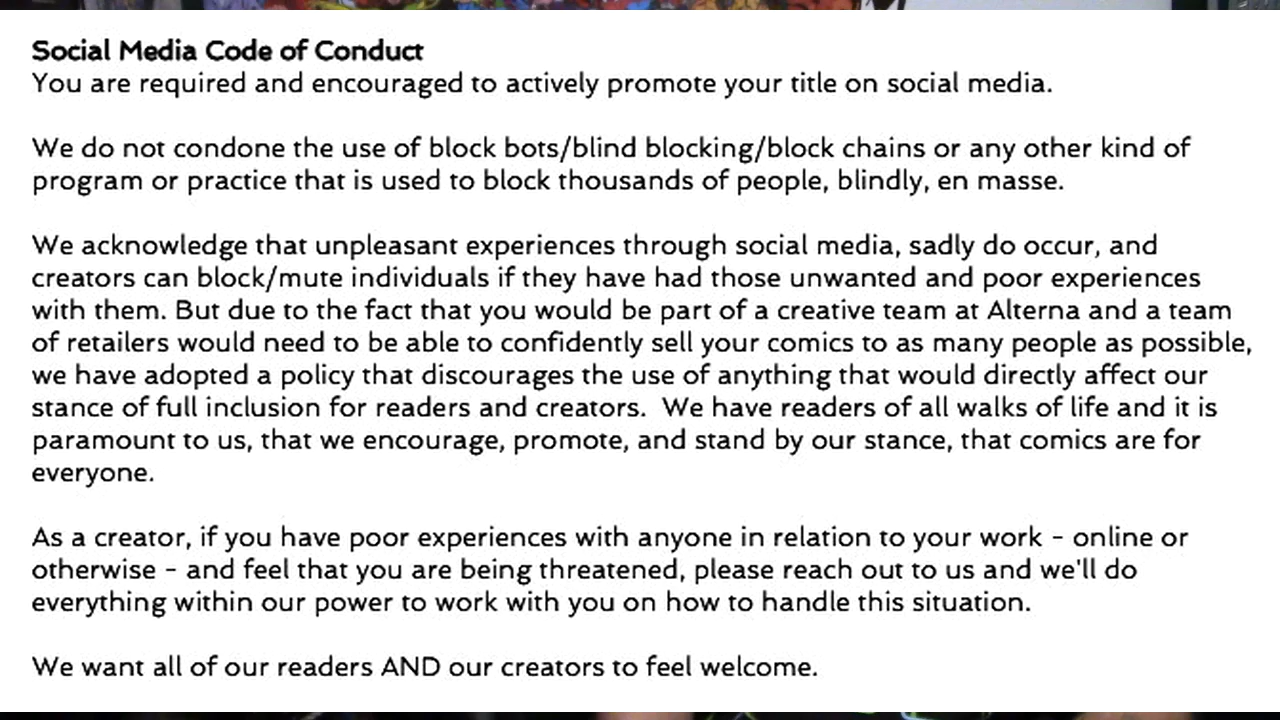 Social Media Code of Conduct
You are required and encouraged to actively promote your title on social media.
We do not condone the use of block bots/blind blocking/block chains or any other kind of
program or practice that is used to block thousands of people, blindly, en masse.
We acknowledge that unpleasant experiences through social media, sadly do occur, and
creators can block/mute individuals if they have had those unwanted and poor experiences
with them. But due to the fact that you would be part of a creative team at Alterna and a team
of retailers would need to be able to confidently sell your comics to as many people as possible,
we have adopted a policy that discourages the use of anything that would directly affect our
stance of full inclusion for readers and creators.  We have readers of all walks of life and it is
paramount to us, that we encourage, promote, and stand by our stance, that comics are for
everyone.
As a creator, if you have poor experiences with anyone in relation to your work - online or
otherwise - and feel that you are being threatened, please reach out to us and we'll do
everything within our power to work with you on how to handle this situation.
We want all of our readers AND our creators to feel welcome.